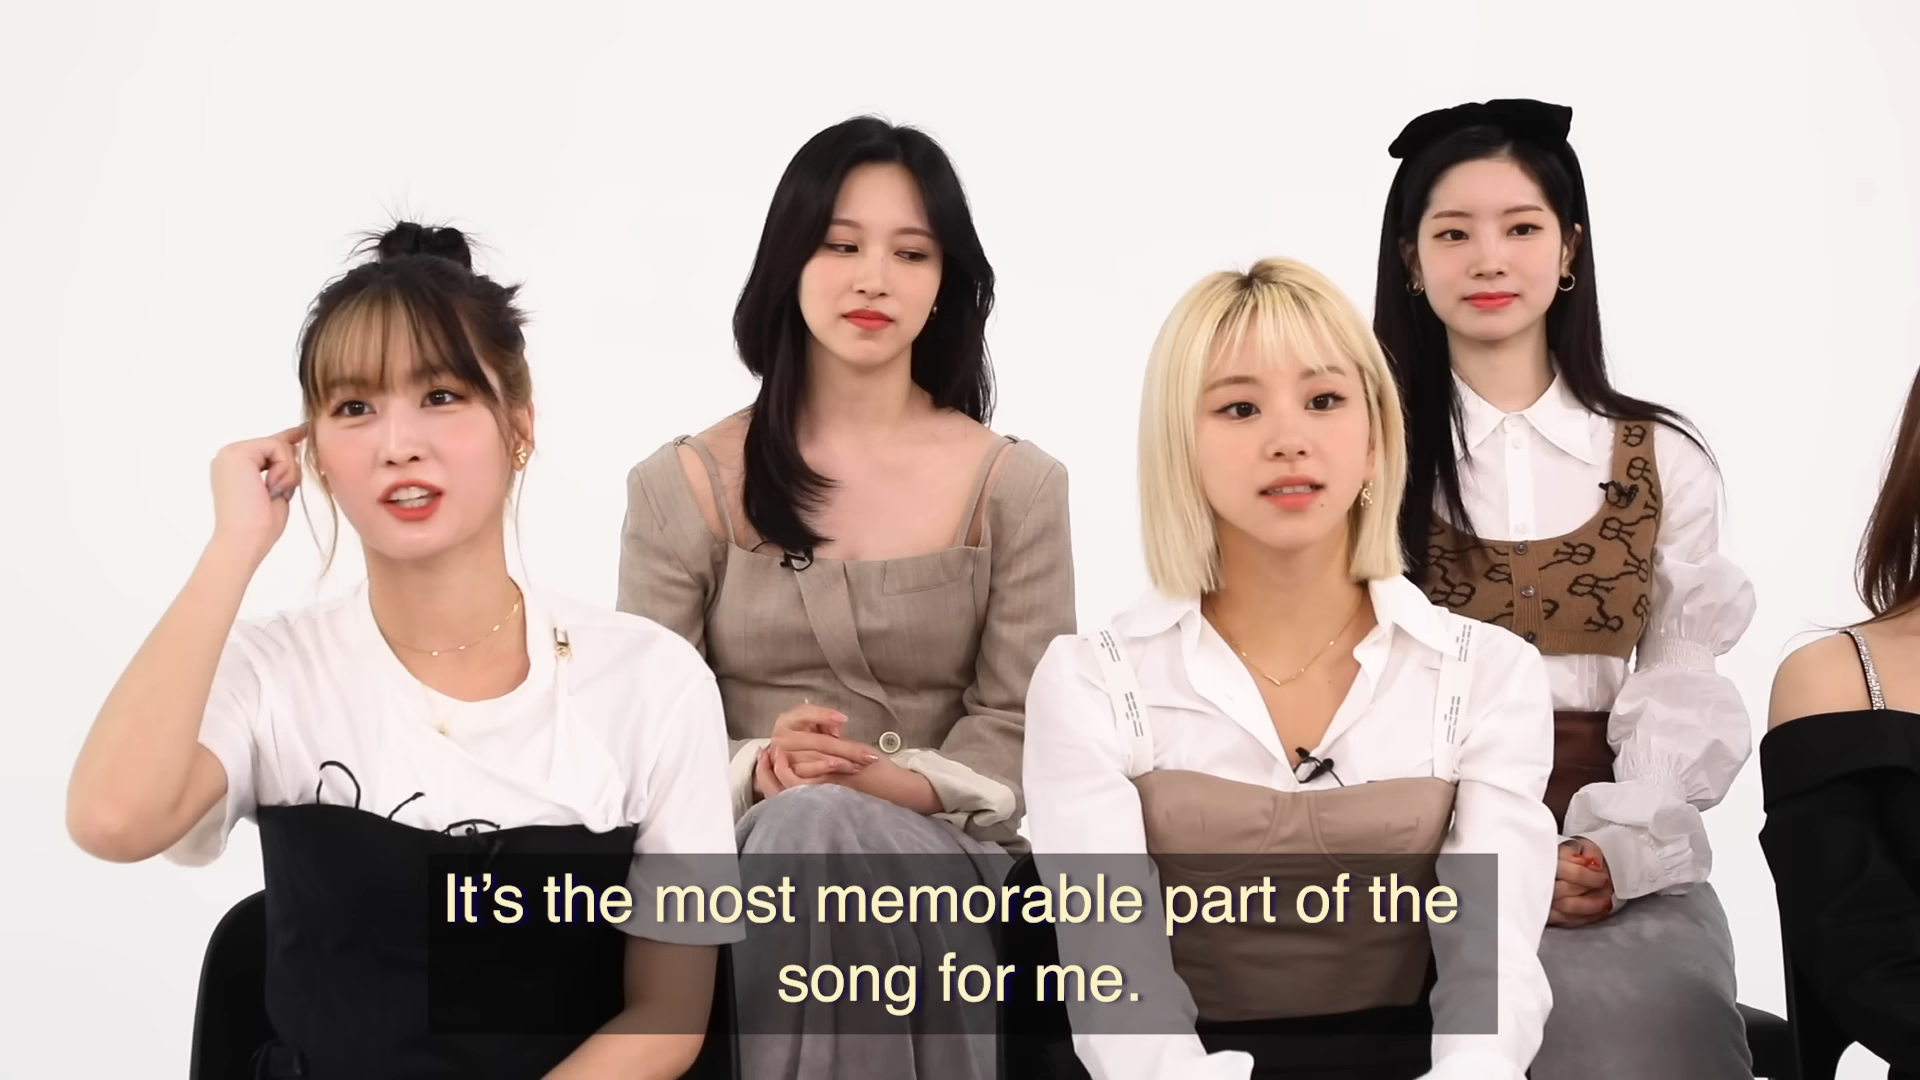 It’s the most memorable part of the
song for me.